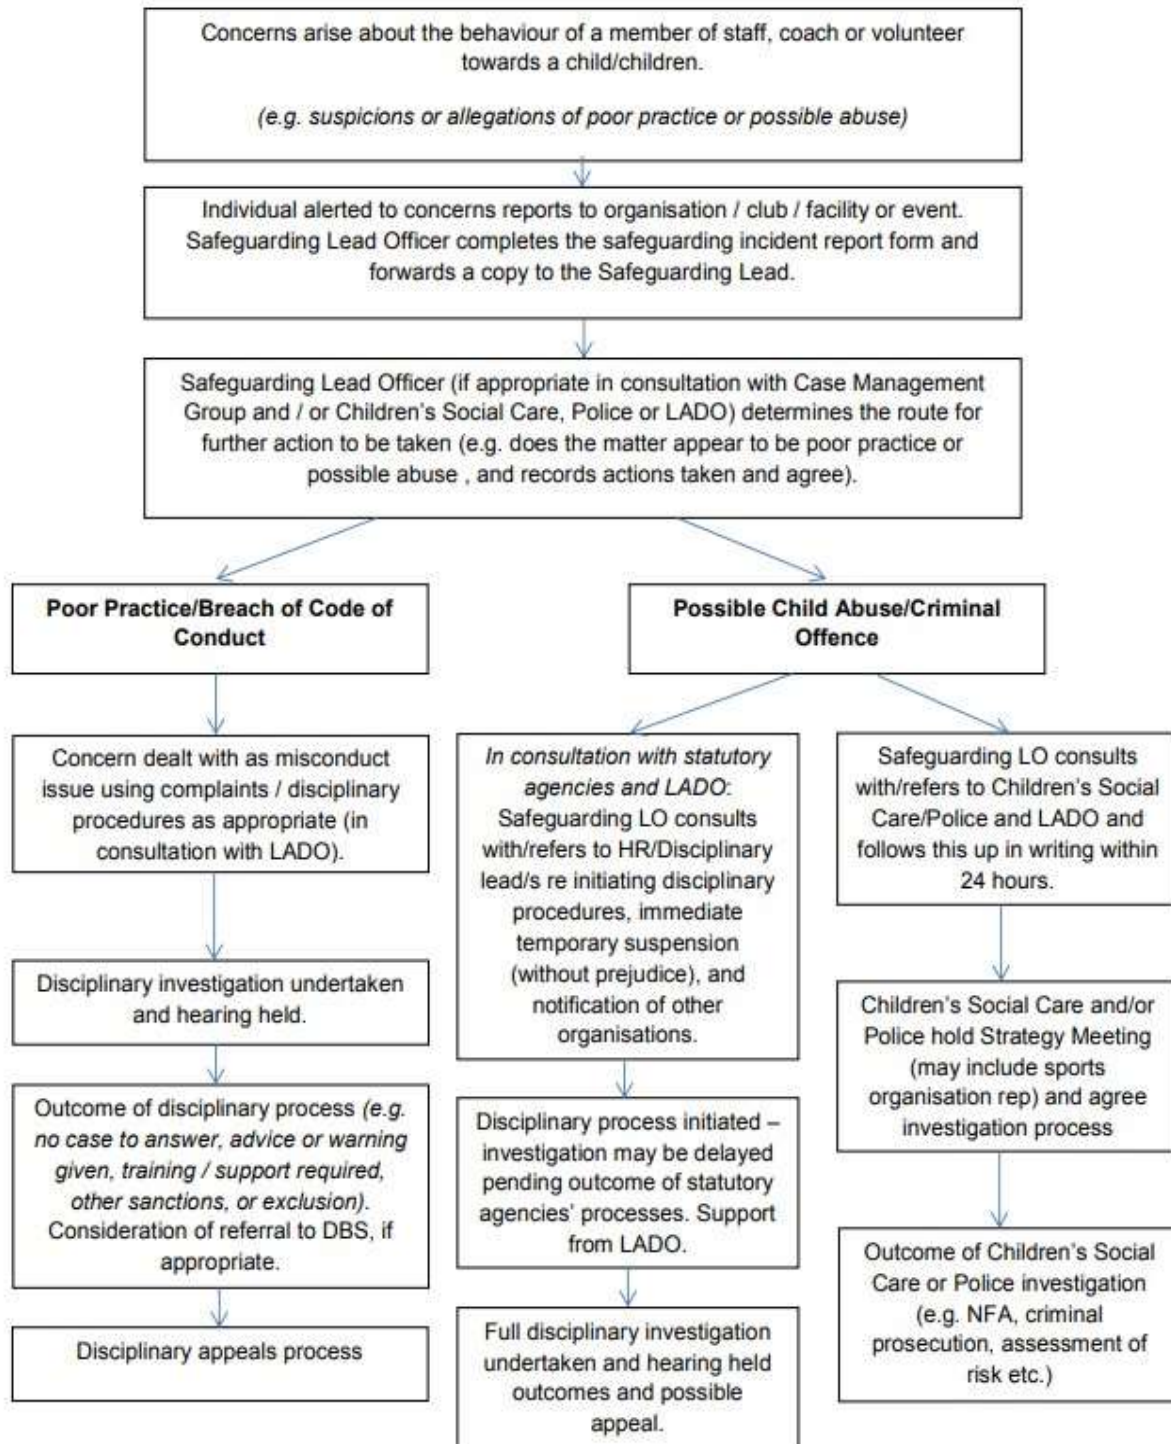 Concerns arise about the behaviour of a member of staff, coach or volunteer
towards a child/children.
(e.g. suspicions or allegations of poor practice or possible abuse)
Individual alerted to concerns reports to organisation / club / facility or event.
Safeguarding Lead Officer completes the safeguarding incident report form and
forwards a copy to the Safeguarding Lead.
Safeguarding Lead Officer (if appropriate in consultation with Case Management
Group and / or Children's Social Care, Police or LADO) determines the route for
further action to be taken (e.g. does the matter appear to be poor practice or
possible abuse , and records actions taken and agree).
Poor Practice/Breach of Code of
Conduct
Concern dealt with as misconduct
issue using complaints / disciplinary
procedures as appropriate (in
consultation with LADO).
Disciplinary investigation undertaken
and hearing held.
Outcome of disciplinary process (e.g.
no case to answer, advice or warning
given, training / support required,
other sanctions, or exclusion).
Consideration of referral to DBS, if
appropriate.
Disciplinary appeals process
Possible Child Abuse/Criminal
Offence
In consultation with statutory
agencies and LADO:
Safeguarding LO consults
with/refers to HR/Disciplinary
lead/s re initiating disciplinary
procedures, immediate
temporary suspension
(without prejudice), and
notification of other
organisations.
Disciplinary process initiated –
investigation may be delayed
pending outcome of statutory
agencies' processes. Support
from LADO.
Full disciplinary investigation
undertaken and hearing held
outcomes and possible
appeal.
Safeguarding LO consults
with/refers to Children's Social
Care/Police and LADO and
follows this up in writing within
24 hours.
Children's Social Care and/or
Police hold Strategy Meeting
(may include sports
organisation rep) and agree
investigation process
Outcome of Children's Social
Care or Police investigation
(e.g. NFA, criminal
prosecution, assessment of
risk etc.)